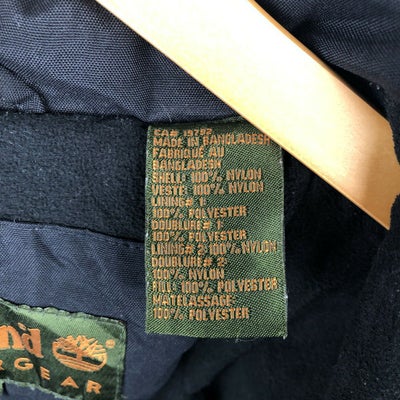 CA# 19792
MADE IN BANGLADESH
FABRIQUE AU
BANGLADESH
SHELL: 100% NYLON
VESTE: 100% NYLON
LINING# 1
100% POLYESTER
DOUBLURE# 1
100% POLYESTER
LINING# 2 100% NYLON
DOUBLURE# 2
100% NYLON
FILL 100% POLYESTER
MATELASSAGE:
100% POLYESTER
GEAR